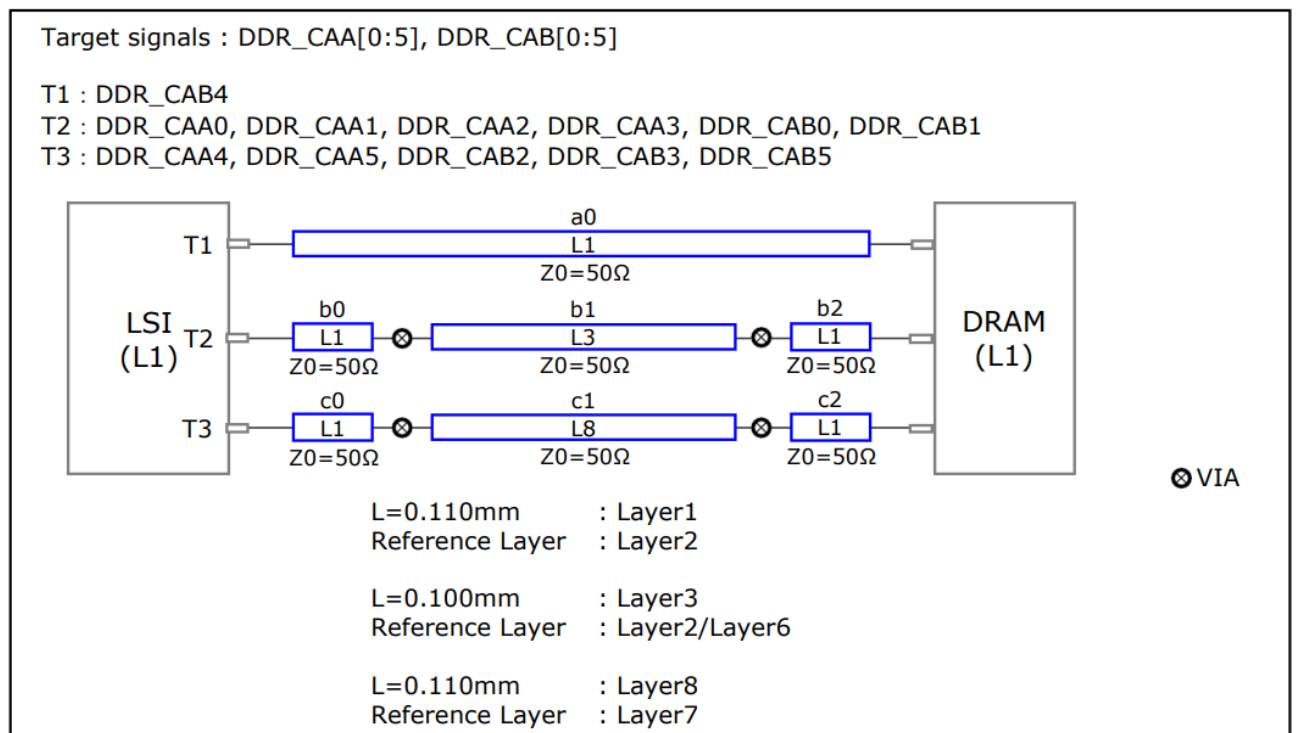 Target signals : DDR_CAA[0:5], DDR_CAB[0:5]
T1 : DDR_CAB4
T2 : DDR_CAA0, DDR_CAA1, DDR_CAA2, DDR_CAA3, DDR_CAB0, DDR_CAB1
T3 : DDR_CAA4, DDR_CAA5, DDR_CAB2, DDR_CAB3, DDR_CAB5
LSI
(L1)
T1
a0
L1
Z0=50Ω
T2
b0
L1
Z0=50Ω
b1
L3
Z0=50Ω
b2
L1
Z0=50Ω
T3
c0
L1
Z0=50Ω
c1
L8
Z0=50Ω
c2
L1
Z0=50Ω
DRAM
(L1)
VIA
L=0.110mm : Layer1
Reference Layer : Layer2
L=0.100mm : Layer3
Reference Layer : Layer2/Layer6
L=0.110mm : Layer8
Reference Layer : Layer7